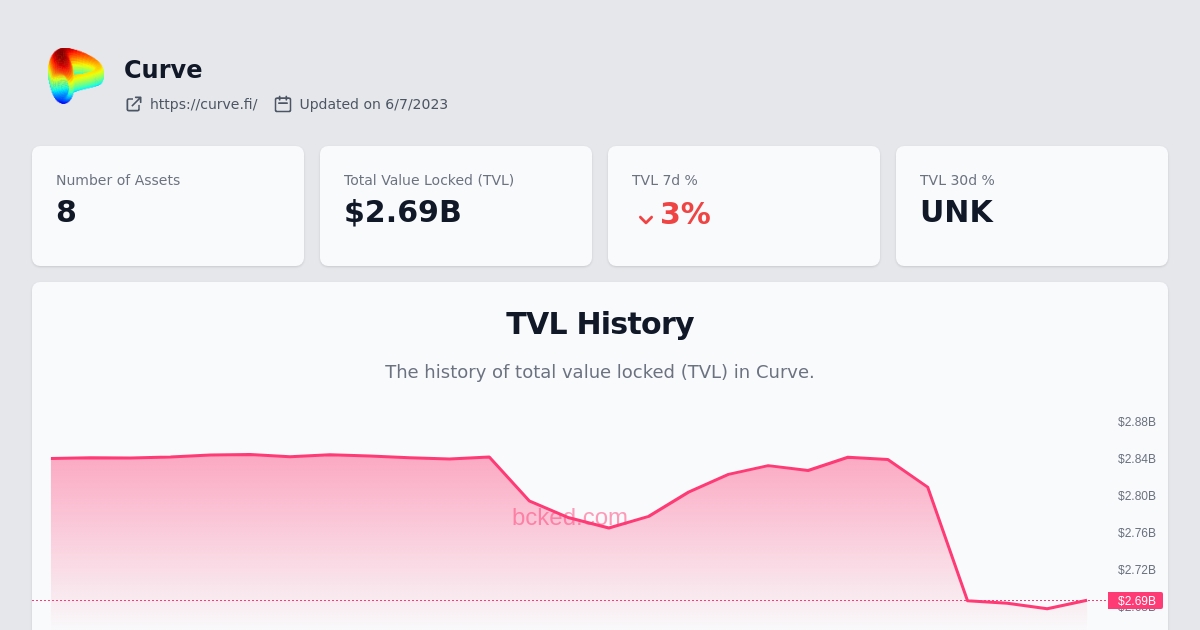 Curve
https://curve.fi/ Updated on 6/7/2023
Number of Assets
8
Total Value Locked (TVL)
$2.69B
TVL 7d %
3%
TVL 30d %
UNK
TVL History
The history of total value locked (TVL) in Curve.
$2.88B
$2.84B
$2.80B
bcked.com
$2.76B
$2.72B
$2.69B